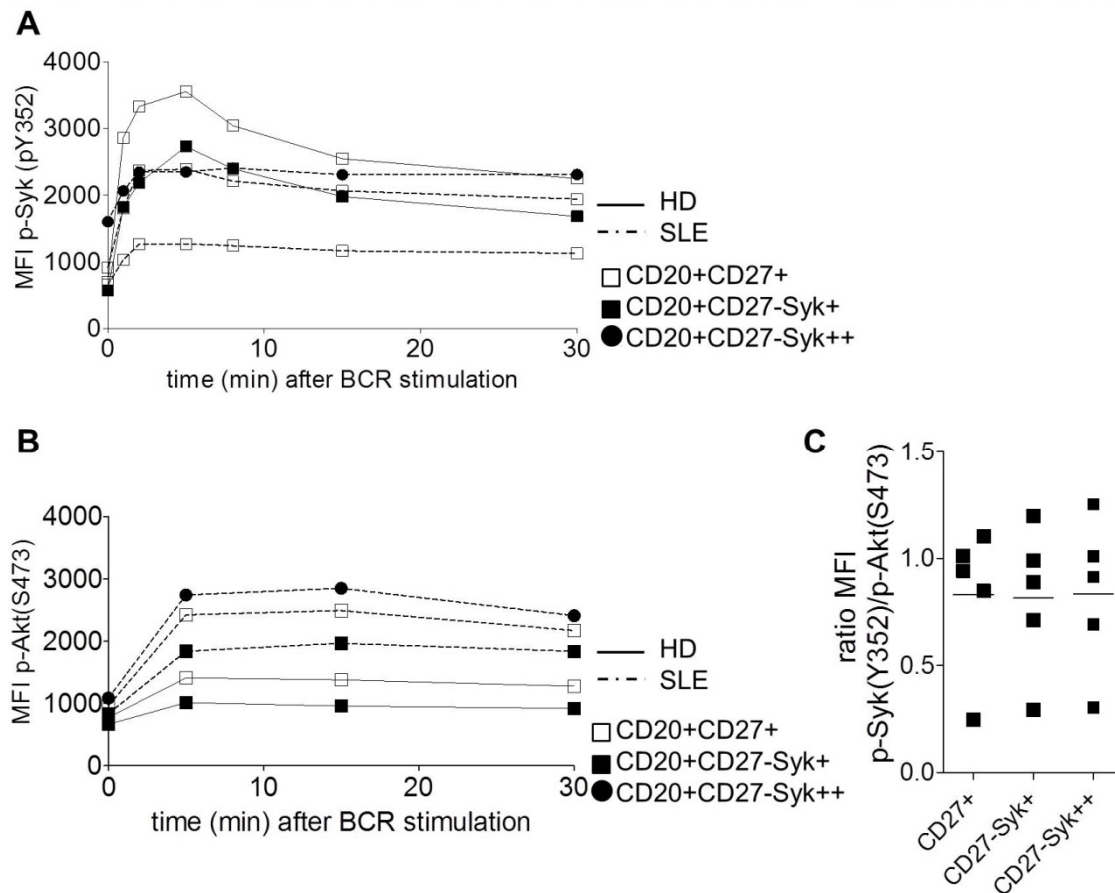 A
MFI p-Syk (pY352)
4000
3000
2000
1000
0
0 10 20 30
time (min) after BCR stimulation
HD
SLE
CD20+CD27+
CD20+CD27-Syk+
CD20+CD27-Syk++
B
MFI p-Akt(S473)
4000
3000
2000
1000
0
0 10 20 30
time (min) after BCR stimulation
HD
SLE
CD20+CD27+
CD20+CD27-Syk+
CD20+CD27-Syk++
C
ratio MFI
p-Syk(Y352)/p-Akt(S473)
1.5
1.0
0.5
0.0
CD27+
CD27-Syk+
CD27-Syk++